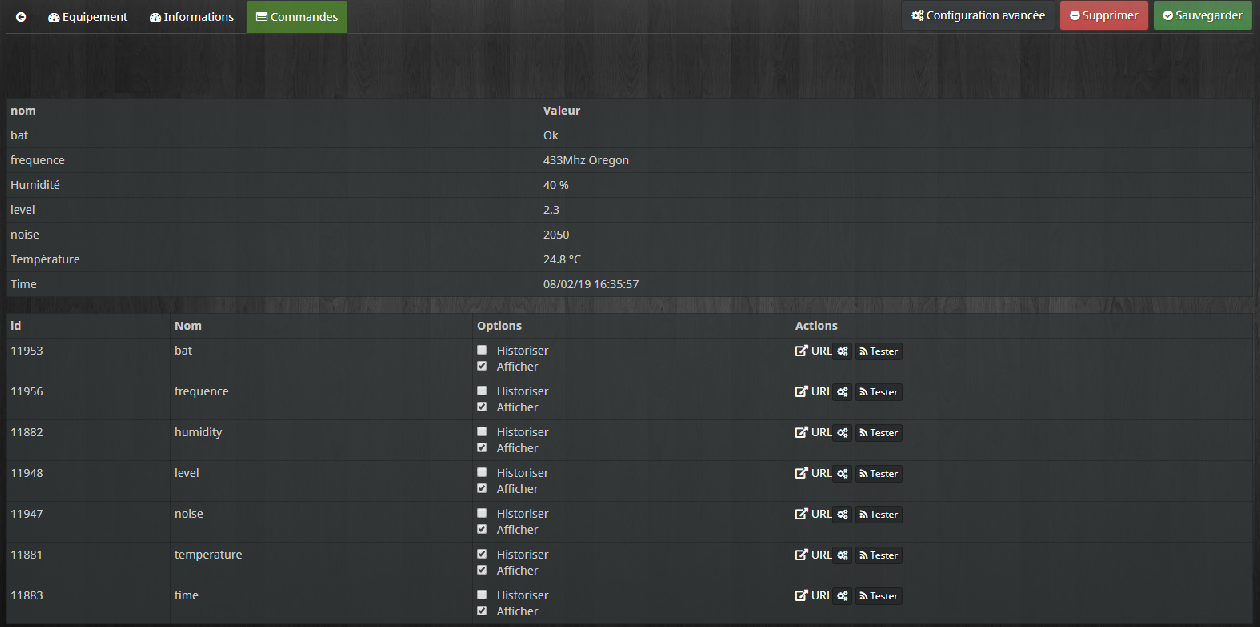 Equipement Informations Commandes Configuration avancée Supprimer Sauvegarder
nom Valeur
bat Ok
frequence 433Mhz Oregon
Humidité 40 %
level 2.3
noise 2050
Température 24.8 °C
Time 08/02/19 16:35:57
Id Nom Options Actions
11953 bat Historiser URL Tester
Afficher
11956 frequence Historiser URL Tester
Afficher
11882 humidity Historiser URL Tester
Afficher
11948 level Historiser URL Tester
Afficher
11947 noise Historiser URL Tester
Afficher
11881 temperature Historiser URL Tester
Afficher
11883 time Historiser URL Tester
Afficher